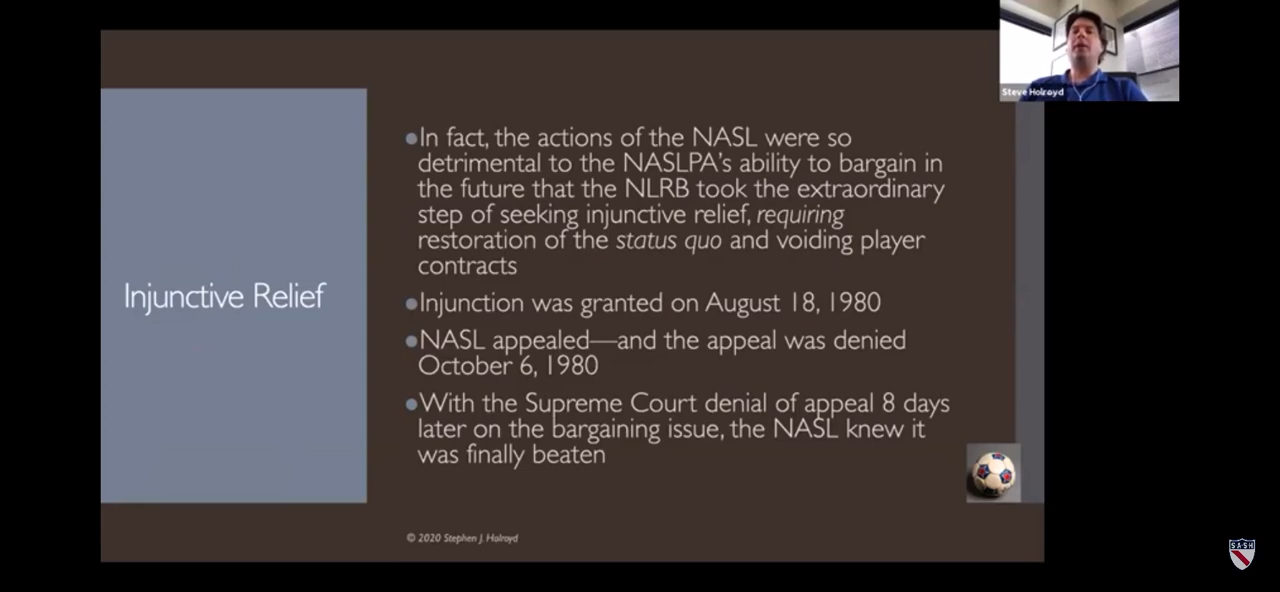 Steve Holroyd
Injunctive Relief
●In fact, the actions of the NASL were so
detrimental to the NASLPA's ability to bargain in
the future that the NLRB took the extraordinary
step of seeking injunctive relief, requiring
restoration of the status quo and voiding player
contracts
●Injunction was granted on August 18, 1980
●NASL appealed—and the appeal was denied
October 6, 1980
●With the Supreme Court denial of appeal 8 days
later on the bargaining issue, the NASL knew it
was finally beaten
© 2020 Stephen J. Holroyd
SASH